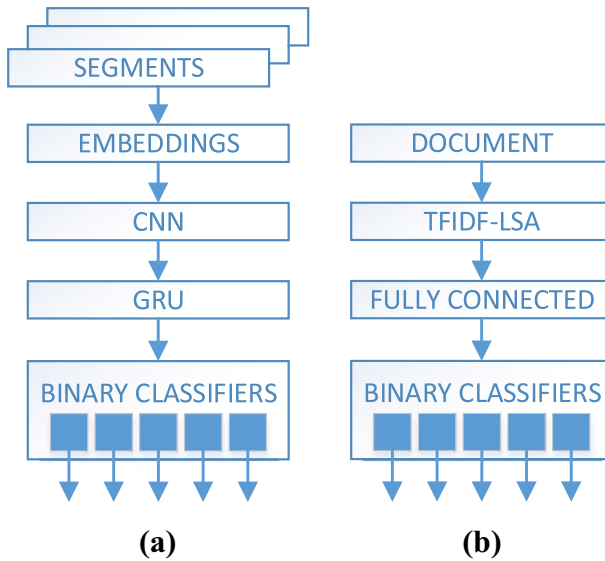 SEGMENTS
EMBEDDINGS
CNN
GRU
BINARY CLASSIFIERS
(a)
DOCUMENT
TFIDF-LSA
FULLY CONNECTED
BINARY CLASSIFIERS
(b)